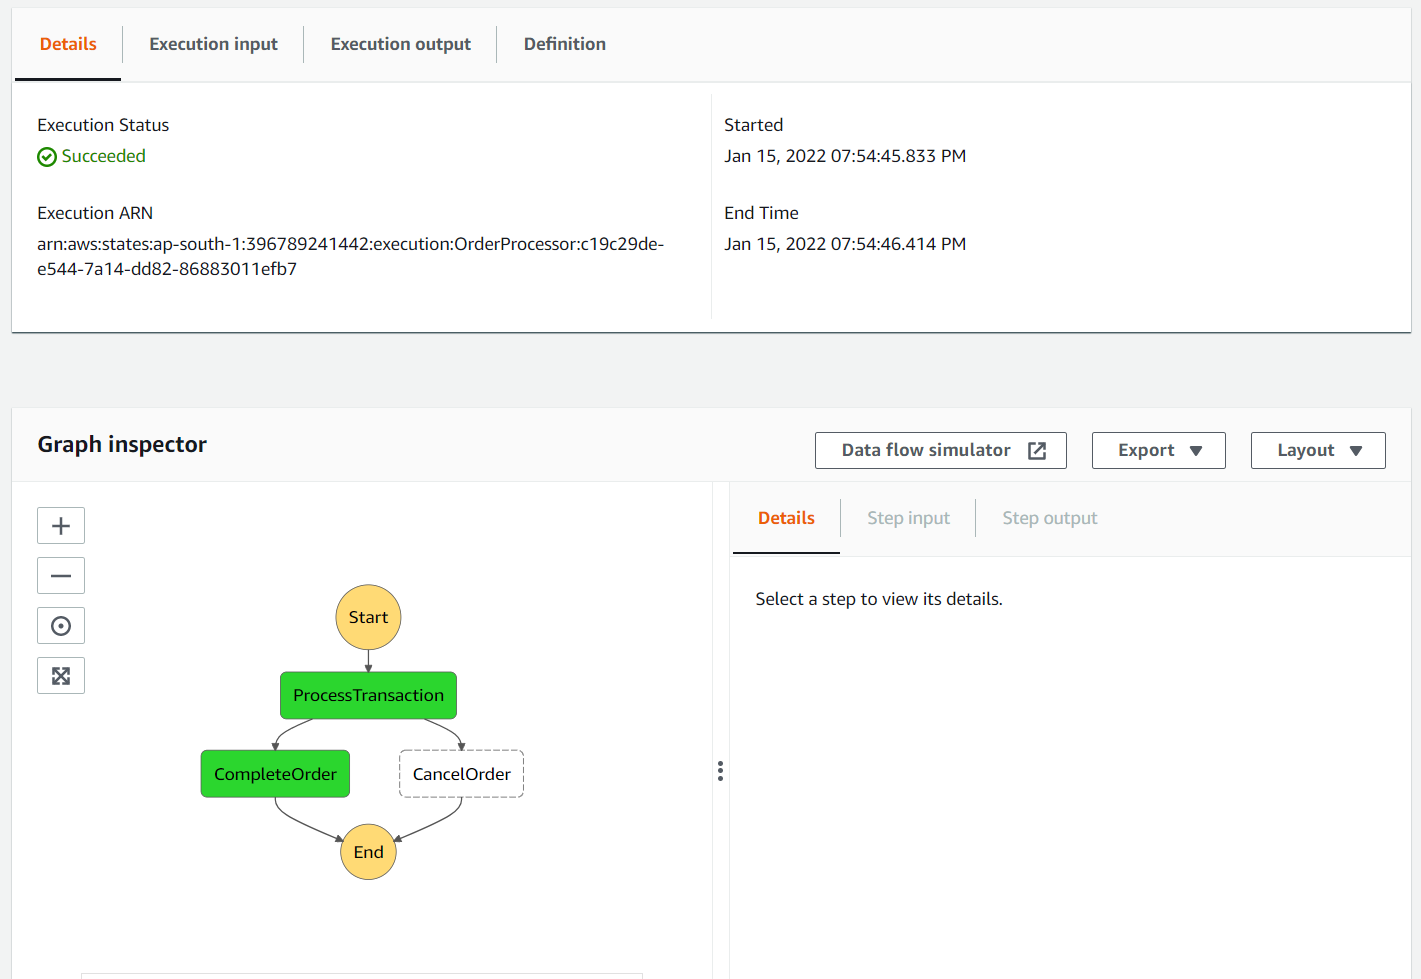 Details
Execution input
Execution output
Definition
Execution Status
Succeeded
Execution ARN
arn:aws:states:ap-south-1:396789241442:execution:OrderProcessor:c19c29de-
e544-7a14-dd82-86883011efb7
Started
Jan 15, 2022 07:54:45.833 PM
End Time
Jan 15, 2022 07:54:46.414 PM
Graph inspector
Data flow simulator
Export
Layout
Start
ProcessTransaction
CompleteOrder
CancelOrder
End
Details
Step input
Step output
Select a step to view its details.